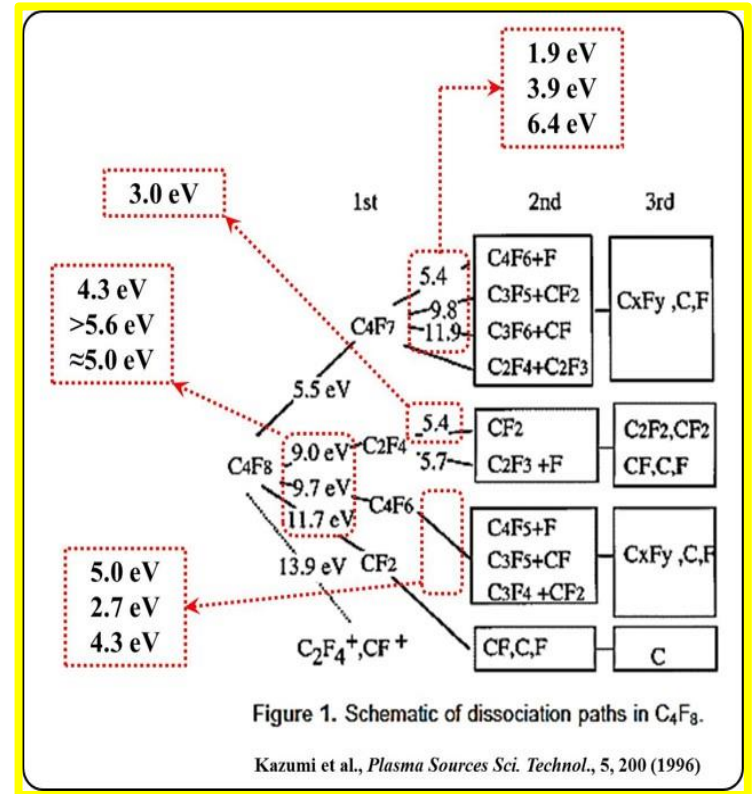 1.9 eV
3.9 eV
6.4 eV
3.0 eV
1st
2nd
3rd
4.3 eV
>5.6 eV
≈5.0 eV
5.4
C4F6+F
9.8
C3F5+CF2
CxFy ,C,F
C4F7
11.9
C3F6+CF
C2F4+C2F3
5.5 eV
5.4
CF2
C2F2,CF2
9.0 eV
C2F4
C4F8
5.7
C2F3 +F
CF,C,F
9.7 eV
C4F6
11.7 eV
C4F5+F
5.0 eV
2.7 eV
4.3 eV
13.9 eV
CF2
C3F5+CF
CxFy ,C,F
C3F4 +CF2
C₂F₄⁺,CF⁺
CF,C,F
C
Figure 1. Schematic of dissociation paths in C₄F₈.
Kazumi et al., Plasma Sources Sci. Technol., 5, 200 (1996)